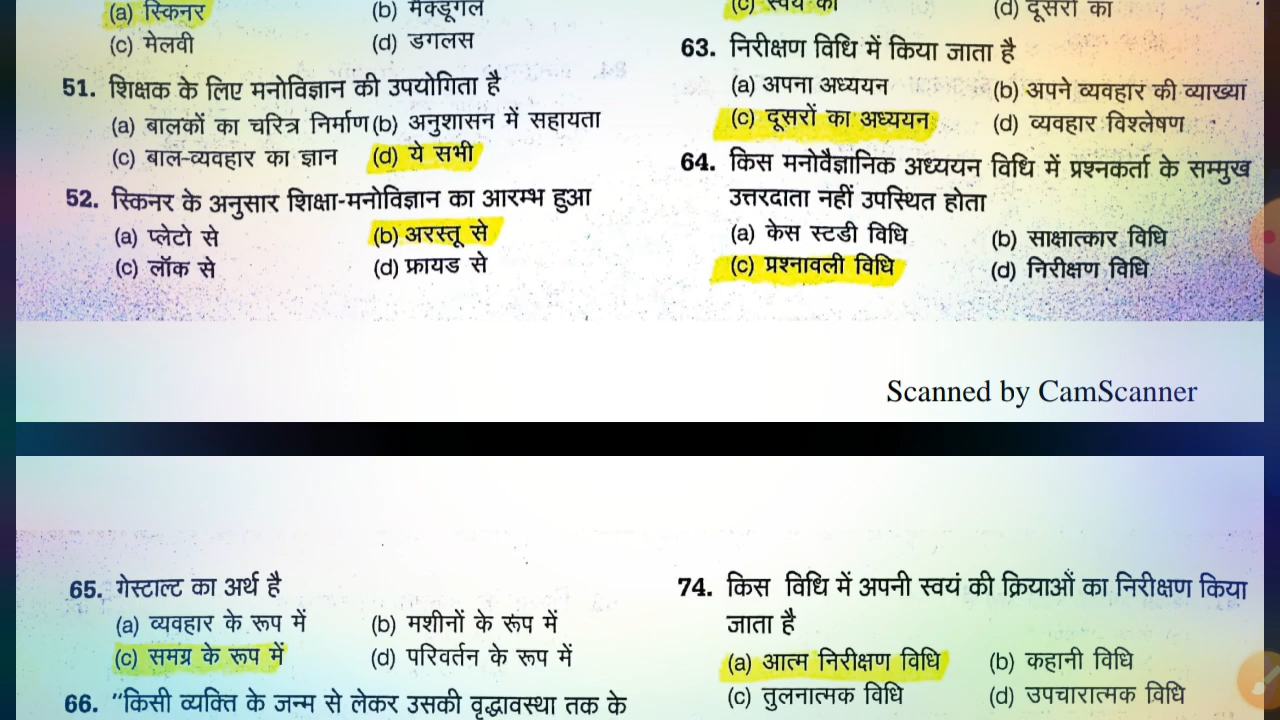 (a) स्किनर (b) मैक्डूगल
(c) मेलवी (d) डगलस
51. शिक्षक के लिए मनोविज्ञान की उपयोगिता है
(a) बालकों का चरित्र निर्माण (b) अनुशासन में सहायता
(c) बाल-व्यवहार का ज्ञान (d) ये सभी
52. स्किनर के अनुसार शिक्षा-मनोविज्ञान का आरम्भ हुआ
(a) प्लेटो से (b) अरस्तू से
(c) लॉक से (d) फ्रायड से
(c) स्वयं का (d) दूसरों का
63. निरीक्षण विधि में किया जाता है
(a) अपना अध्ययन (b) अपने व्यवहार की व्याख्या
(c) दूसरों का अध्ययन (d) व्यवहार विश्लेषण
64. किस मनोवैज्ञानिक अध्ययन विधि में प्रश्नकर्ता के सम्मुख
उत्तरदाता नहीं उपस्थित होता
(a) केस स्टडी विधि (b) साक्षात्कार विधि
(c) प्रश्नावली विधि (d) निरीक्षण विधि
Scanned by CamScanner
65. गेस्टाल्ट का अर्थ है
(a) व्यवहार के रूप में (b) मशीनों के रूप में
(c) समग्र के रूप में (d) परिवर्तन के रूप में
66. "किसी व्यक्ति के जन्म से लेकर उसकी वृद्धावस्था तक के
74. किस विधि में अपनी स्वयं की क्रियाओं का निरीक्षण किया
जाता है
(a) आत्म निरीक्षण विधि (b) कहानी विधि
(c) तुलनात्मक विधि (d) उपचारात्मक विधि